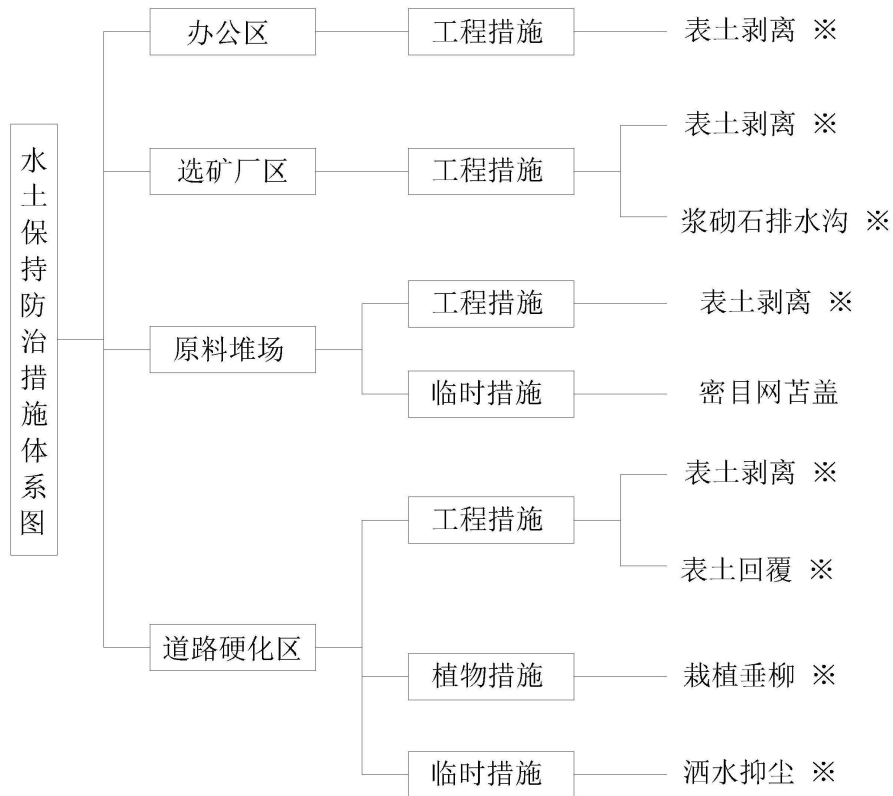 水土保持防治措施体系图
办公区
工程措施
表土剥离 ※
选矿厂区
工程措施
表土剥离 ※
浆砌石排水沟 ※
原料堆场
工程措施
表土剥离 ※
临时措施
密目网苫盖
道路硬化区
工程措施
表土剥离 ※
表土回覆 ※
植物措施
栽植垂柳 ※
临时措施
洒水抑尘 ※